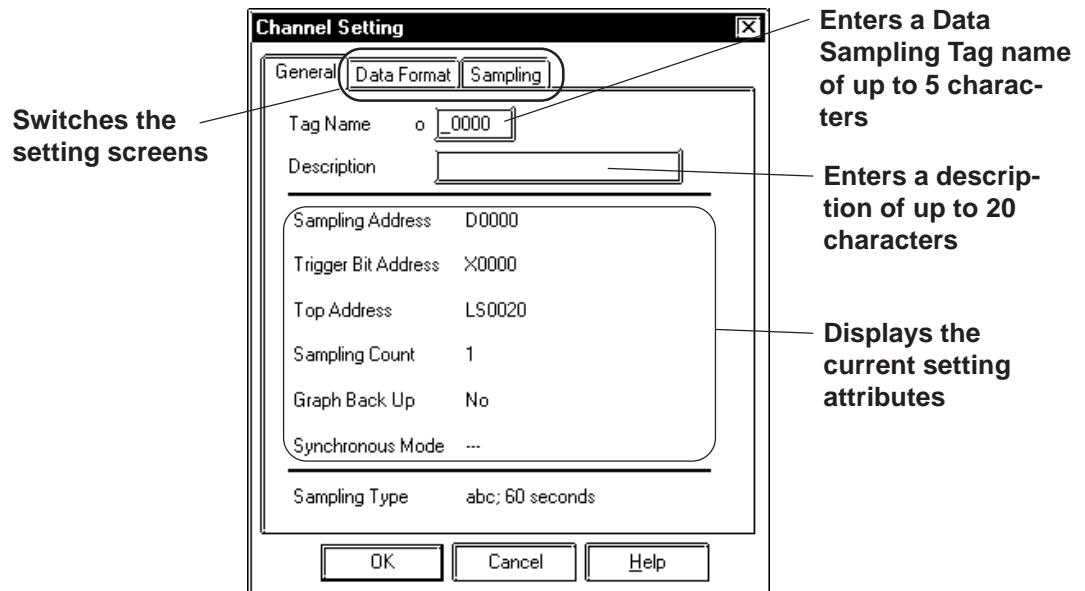 Channel Setting
General Data Format Sampling
Tag Name o _0000
Description
Sampling Address D0000
Trigger Bit Address X0000
Top Address LS0020
Sampling Count 1
Graph Back Up No
Synchronous Mode ---
Sampling Type abc; 60 seconds
OK Cancel Help
Switches the
setting screens
Enters a Data
Sampling Tag name
of up to 5 charac-
ters
Enters a descrip-
tion of up to 20
characters
Displays the
current setting
attributes